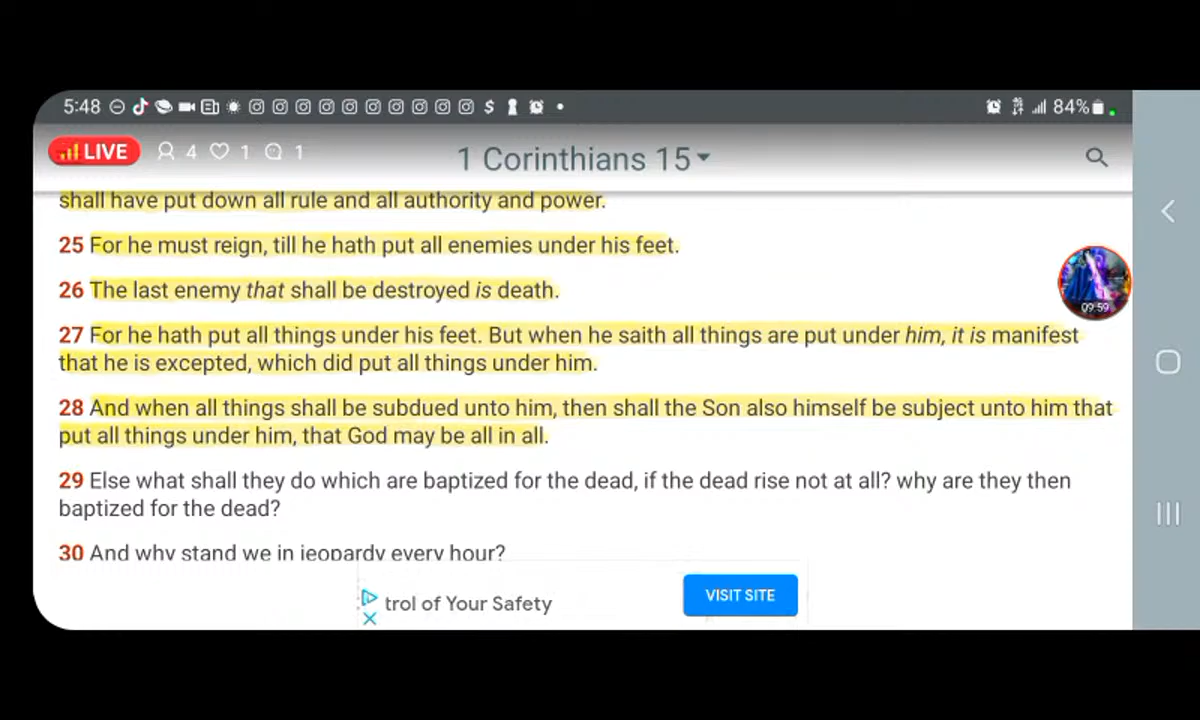 5:48 $ 84%
LIVE 4 1 1
1 Corinthians 15
shall have put down all rule and all authority and power.
25 For he must reign, till he hath put all enemies under his feet.
26 The last enemy that shall be destroyed is death.
09:59
27 For he hath put all things under his feet. But when he saith all things are put under him, it is manifest
that he is excepted, which did put all things under him.
28 And when all things shall be subdued unto him, then shall the Son also himself be subject unto him that
put all things under him, that God may be all in all.
29 Else what shall they do which are baptized for the dead, if the dead rise not at all? why are they then
baptized for the dead?
30 And why stand we in jeopardy every hour?
trol of Your Safety
VISIT SITE